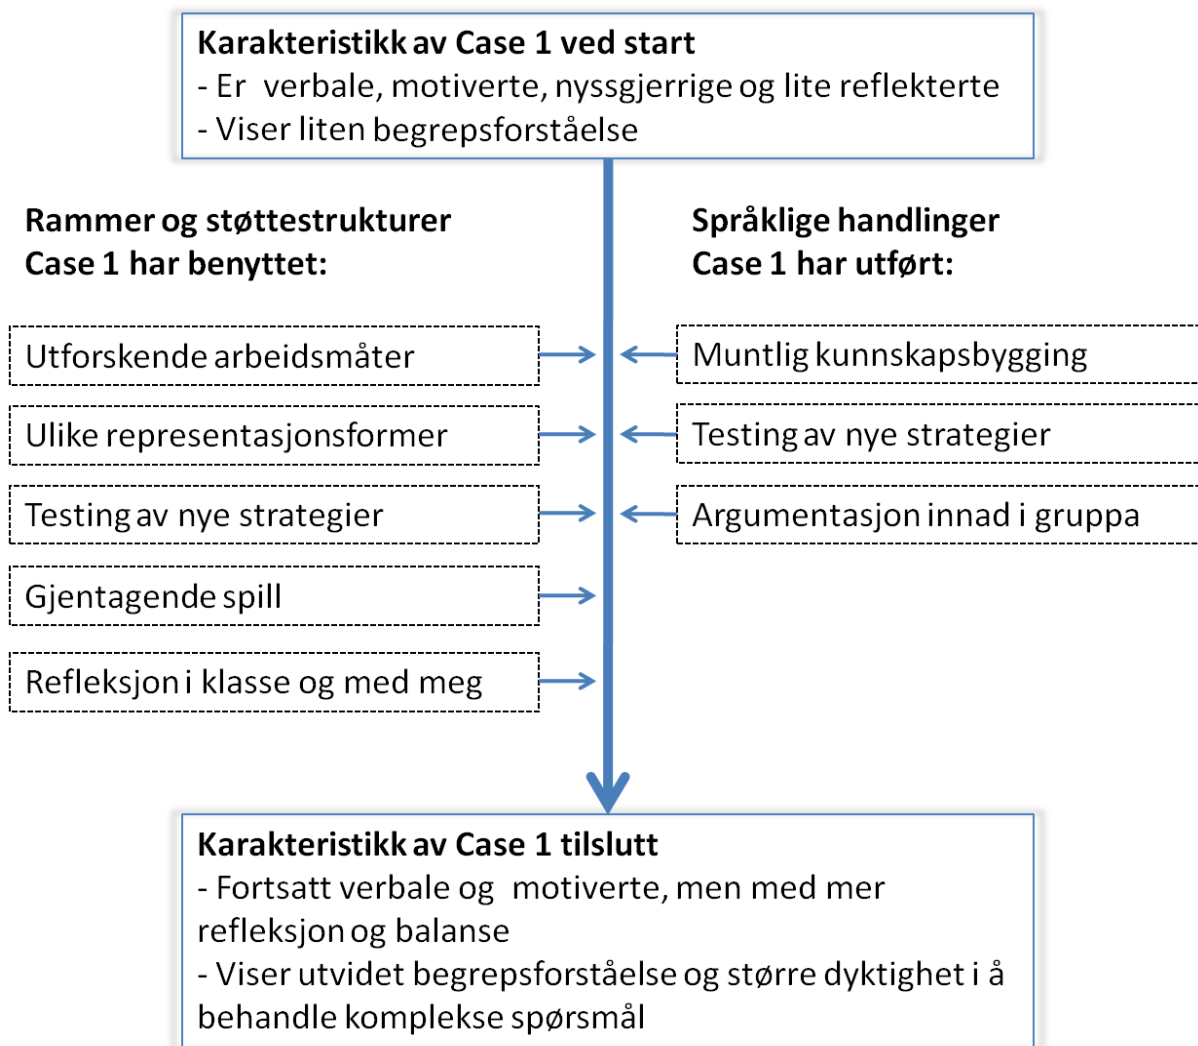 Karakteristikk av Case 1 ved start
- Er verbale, motiverte, nyssgjerrige og lite reflekterte
- Viser liten begrepsforståelse
Rammer og støttestrukturer
Case 1 har benyttet:
Utforskende arbeidsmåter
Ulike representasjonsformer
Testing av nye strategier
Gjentagende spill
Refleksjon i klasse og med meg
Språklige handlinger
Case 1 har utført:
Muntlig kunnskapsbygging
Testing av nye strategier
Argumentasjon innad i gruppa
Karakteristikk av Case 1 tilslutt
- Fortsatt verbale og motiverte, men med mer
refleksjon og balanse
- Viser utvidet begrepsforståelse og større dyktighet i å
behandle komplekse spørsmål